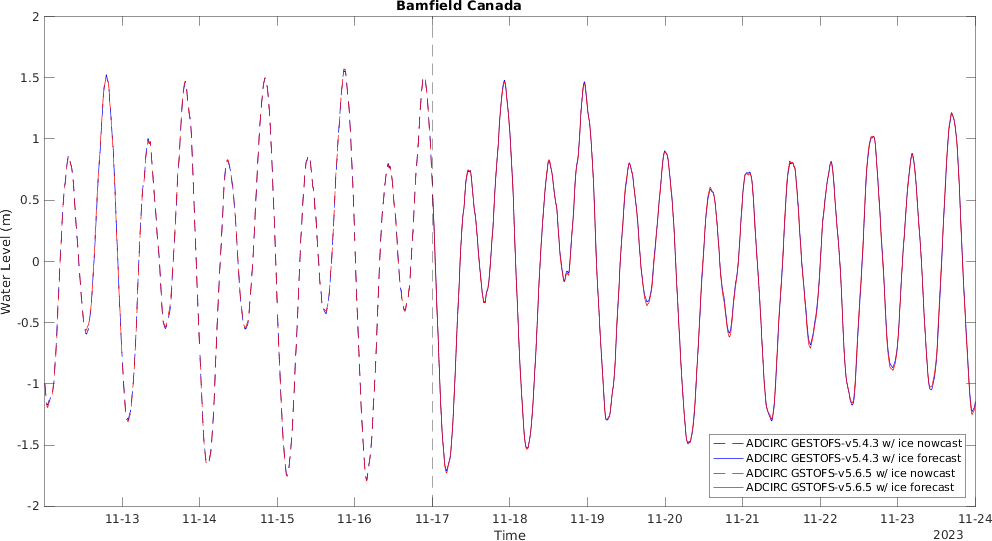 Bamfield Canada
2
1.5
1
0.5
0
-0.5
-1
-1.5
-2
Water Level (m)
11-13 11-14 11-15 11-16 11-17 11-18 11-19 11-20 11-21 11-22 11-23 11-24
Time
2023
ADCIRC GESTOFS-v5.4.3 w/ ice nowcast
ADCIRC GESTOFS-v5.4.3 w/ ice forecast
ADCIRC GSTOFS-v5.6.5 w/ ice nowcast
ADCIRC GSTOFS-v5.6.5 w/ ice forecast